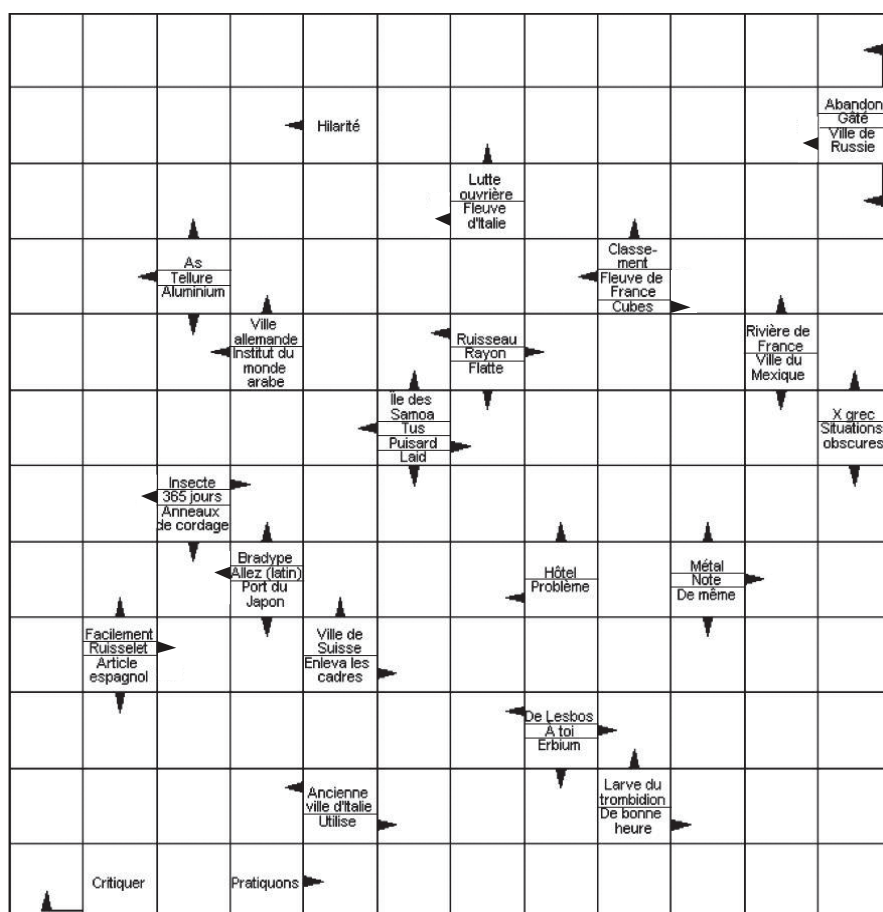 Hilarité
Abandon
Gâté
Ville de
Russie
Lutte
ouvrière
Fleuve
d'Italie
As
Tellure
Aluminium
Classe-
ment
Fleuve de
France
Cubes
Ville
allemande
Institut du
monde
arabe
Ruisseau
Rayon
Flatte
Rivière de
France
Ville du
Mexique
Île des
Samoa
Tus
Puisard
Laid
X grec
Situations
obscures
Insecte
365 jours
Anneaux
de cordage
Bradype
Allez (latin)
Port du
Japon
Hôtel
Problème
Métal
Note
De même
Facilement
Ruisselet
Article
espagnol
Ville de
Suisse
Enleva les
cadres
De Lesbos
À toi
Erbium
Ancienne
ville d'Italie
Utilise
Larve du
trombidion
De bonne
heure
Critiquer
Pratiquons